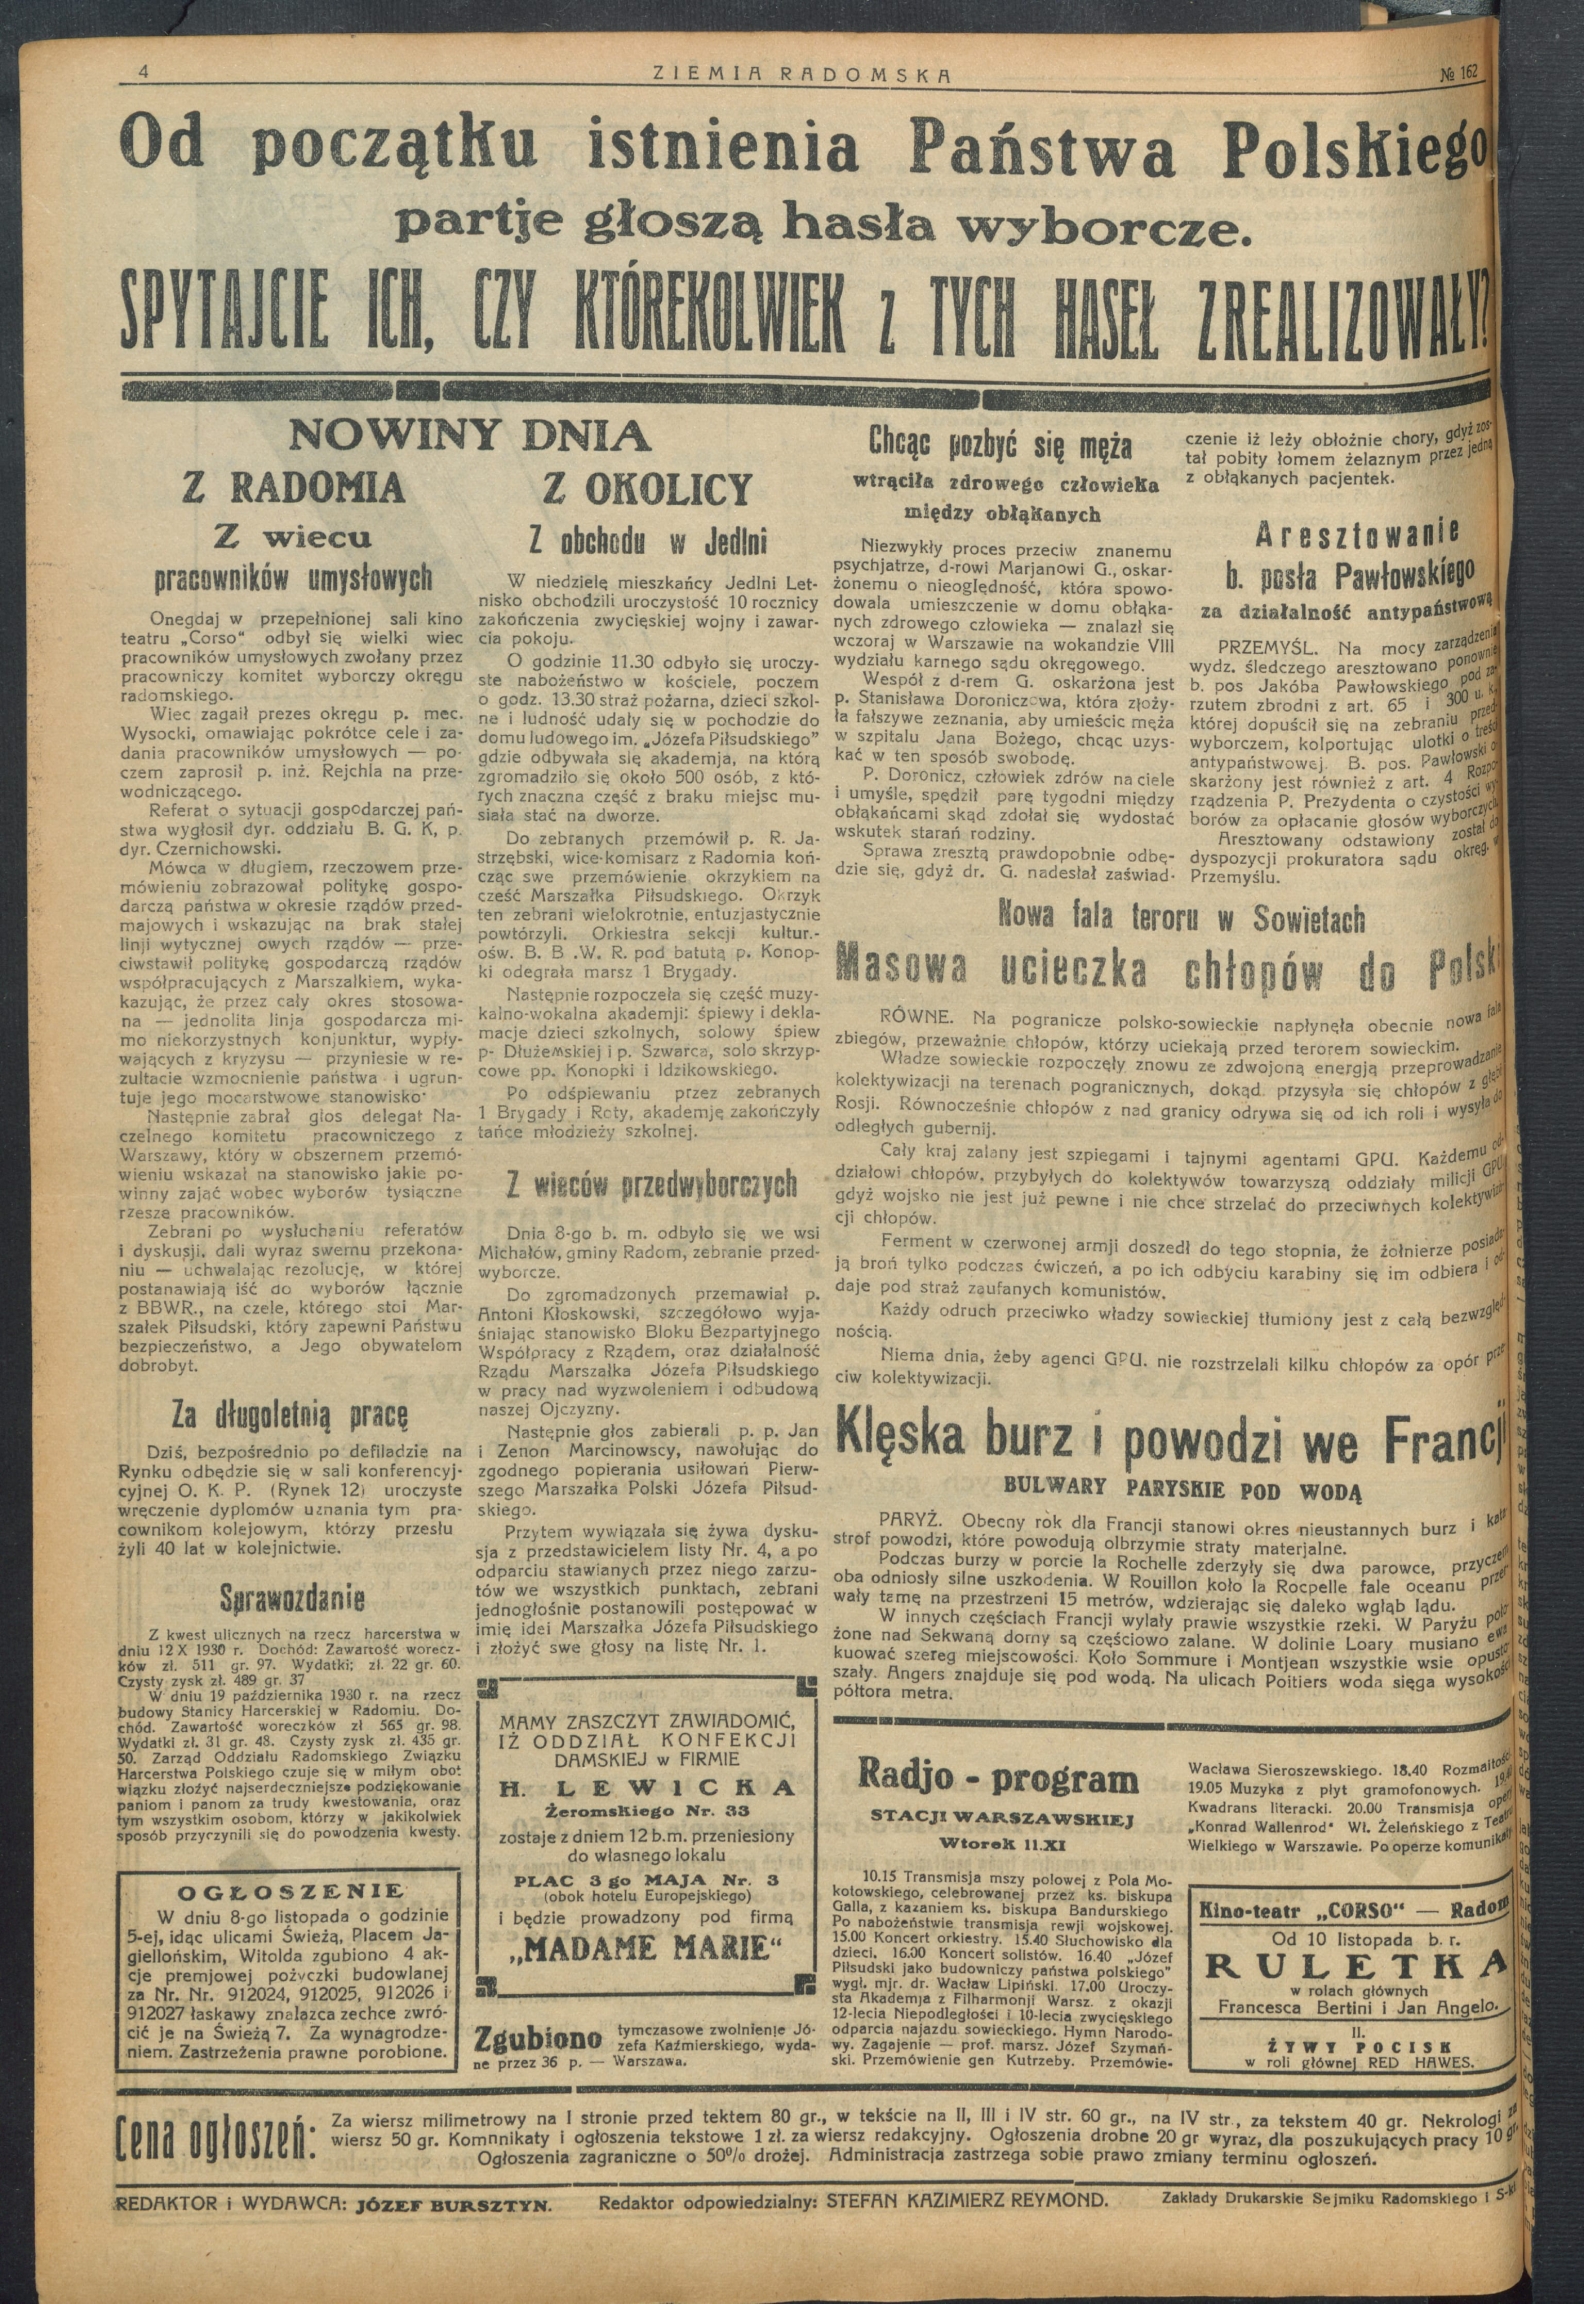 4
ZIEMIA RADOMSKA
№ 162
Od początku istnienia Państwa Polskiego
partje głoszą hasła wyborcze.
SPYTAJCIE ICH, CZY KTÓREKOLWIEK z TYCH HASEŁ ZREALIZOWAŁY?
NOWINY DNIA
Z RADOMIA
Z wiecu
pracowników umysłowych
Onegdaj w przepełnionej sali kino
teatru „Corso“ odbył się wielki wiec
pracowników umysłowych zwołany przez
pracowniczy komitet wyborczy okręgu
radomskiego.
Wiec zagaił prezes okręgu p. mec.
Wysocki, omawiając pokrótce cele i za-
dania pracowników umysłowych — po-
czem zaprosił p. inż. Rejchla na prze-
wodniczącego.
Referat o sytuacji gospodarczej pań-
stwa wygłosił dyr. oddziału B. G. K, p.
dyr. Czernichowski.
Mówca w długiem, rzeczowem prze-
mówieniu zobrazował politykę gospo-
darczą państwa w okresie rządów przed-
majowych i wskazując na brak stałej
linji wytycznej owych rządów — prze-
ciwstawił politykę gospodarczą rządów
współpracujących z Marszałkiem, wyka-
kazując, że przez cały okres stosowa-
na — jednolita linja gospodarcza mi-
mo niekorzystnych konjunktur, wypły-
wających z kryzysu — przyniesie w re-
zultacie wzmocnienie państwa i ugrun-
tuje jego mocarstwowe stanowisko·
Następnie zabrał głos delegat Na-
czelnego komitetu pracowniczego z
Warszawy, który w obszernem przemó-
wieniu wskazał na stanowisko jakie po-
winny zająć wobec wyborów tysiączne
rzesze pracowników.
Zebrani po wysłuchaniu referatów
i dyskusji, dali wyraz swemu przekona-
niu — uchwalając rezolucję, w której
postanawiają iść do wyborów łącznie
z BBWR., na czele, którego stoi Mar-
szałek Piłsudski, który zapewni Państwu
bezpieczeństwo, a Jego obywatelom
dobrobyt.
Za długoletnią pracę
Dziś, bezpośrednio po defiladzie na
Rynku odbędzie się w sali konferencyj-
cyjnej O. K. P. (Rynek 12) uroczyste
wręczenie dyplomów uznania tym pra-
cownikom kolejowym, którzy przesłu
żyli 40 lat w kolejnictwie.
Sprawozdanie
Z kwest ulicznych na rzecz harcerstwa w
dniu 12 X 1930 r. Dochód: Zawartość worecz-
ków zł. 511 gr. 97. Wydatki; zł. 22 gr. 60.
Czysty zysk zł. 489 gr. 37
W dniu 19 października 1930 r. na rzecz
budowy Stanicy Harcerskiej w Radomiu. Do-
chód. Zawartość woreczków zł 565 gr. 98.
Wydatki zł. 31 gr. 48. Czysty zysk zł. 435 gr.
50. Zarząd Oddziału Radomskiego Związku
Harcerstwa Polskiego czuje się w miłym obot
wiązku złożyć najserdeczniejsze podziękowanie
paniom i panom za trudy kwestowania, oraz
tym wszystkim osobom, którzy w jakikolwiek
sposób przyczynili się do powodzenia kwesty.
OGŁOSZENIE
W dniu 8-go listopada o godzinie
5-ej, idąc ulicami Świeżą, Placem Ja-
giellońskim, Witolda zgubiono 4 ak-
cje premjowej pożyczki budowlanej
za Nr. Nr. 912024, 912025, 912026 i
912027 łaskawy znalazca zechce zwró-
cić je na Świeżą 7. Za wynagrodze-
niem. Zastrzeżenia prawne porobione.
Z OKOLICY
Z obchodu w Jedlni
W niedzielę mieszkańcy Jedlni Let-
nisko obchodzili uroczystość 10 rocznicy
zakończenia zwycięskiej wojny i zawar-
cia pokoju.
O godzinie 11.30 odbyło się uroczy-
ste nabożeństwo w kościele, poczem
o godz. 13.30 straż pożarna, dzieci szkol-
ne i ludność udały się w pochodzie do
domu ludowego im. „Józefa Piłsudskiego”
gdzie odbywała się akademja, na którą
zgromadziło się około 500 osób, z któ-
rych znaczna część z braku miejsc mu-
siała stać na dworze.
Do zebranych przemówił p. R. Ja-
strzębski, wice-komisarz z Radomia koń-
cząc swe przemówienie okrzykiem na
cześć Marszałka Piłsudskiego. Okrzyk
ten zebrani wielokrotnie, entuzjastycznie
powtórzyli. Orkiestra sekcji kultur.-
ośw. B. B .W. R. pod batutą p. Konop-
ki odegrała marsz 1 Brygady.
Następnie rozpoczęła się część muzy-
kalno-wokalna akademji: śpiewy i dekla-
macje dzieci szkolnych, solowy śpiew
p- Dłużewskiej i p. Szwarca, solo skrzyp-
cowe pp. Konopki i Idzikowskiego.
Po odśpiewaniu przez zebranych
1 Brygady i Roty, akademję zakończyły
tańce młodzieży szkolnej.
Z wieców przedwyborczych
Dnia 8-go b. m. odbyło się we wsi
Michałów, gminy Radom, zebranie przed-
wyborcze.
Do zgromadzonych przemawiał p.
Antoni Kłoskowski, szczegółowo wyja-
śniając stanowisko Bloku Bezpartyjnego
Współpracy z Rządem, oraz działalność
Rządu Marszałka Józefa Piłsudskiego
w pracy nad wyzwoleniem i odbudową
naszej Ojczyzny.
Następnie głos zabierali p. p. Jan
i Zenon Marcinowscy, nawołując do
zgodnego popierania usiłowań Pierw-
szego Marszałka Polski Józefa Piłsud-
skiego.
Przytem wywiązała się żywa dysku-
sja z przedstawicielem listy Nr. 4, a po
odparciu stawianych przez niego zarzu-
tów we wszystkich punktach, zebrani
jednogłośnie postanowili postępować w
imię idei Marszałka Józefa Piłsudskiego
i złożyć swe głosy na listę Nr. 1.
MAMY ZASZCZYT ZAWIADOMIĆ,
IŻ ODDZIAŁ KONFEKCJI
DAMSKIEJ w FIRMIE
H. LEWICKA
Żeromskiego Nr. 33
zostaje z dniem 12 b.m. przeniesiony
do własnego lokalu
PLAC 3 go MAJA Nr. 3
(obok hotelu Europejskiego)
i będzie prowadzony pod firmą
„MADAME MARIE“
Zgubiono tymczasowe zwolnienie Jó-
zefa Kaźmierskiego, wyda-
ne przez 36 p. — Warszawa.
Chcąc pozbyć się męża
wtrąciła zdrowego człowieka
między obłąkanych
Niezwykły proces przeciw znanemu
psychjatrze, d-rowi Marjanowi G., oskar-
żonemu o nieoględność, która spowo-
dowala umieszczenie w domu obłąka-
nych zdrowego człowieka — znalazł się
wczoraj w Warszawie na wokandzie VIII
wydziału karnego sądu okręgowego.
Wespół z d-rem G. oskarżona jest
p. Stanisława Doroniczowa, która złoży-
ła fałszywe zeznania, aby umieścic męża
w szpitalu Jana Bożego, chcąc uzys-
kać w ten sposób swobodę.
P. Doronicz, człowiek zdrów na ciele
i umyśle, spędził parę tygodni między
obłąkańcami skąd zdołał się wydostać
wskutek starań rodziny.
Sprawa zresztą prawdopodobnie odbę-
dzie się, gdyż dr. G. nadesłał zaświad-
czenie iż leży obłożnie chory, gdyż zos-
tał pobity łomem żelaznym przez jedną
z obłąkanych pacjentek.
Aresztowanie
b. posła Pawłowskiego
za działalność antypaństwową
PRZEMYŚL. Na mocy zarządzenia
wydz. śledczego aresztowano ponownie
b. pos Jakóba Pawłowskiego pod za-
rzutem zbrodni z art. 65 i 300 u. k,
której dopuścił się na zebraniu przed
wyborczem, kolportując ulotki o treści
antypaństwowej. B. pos. Pawłowski o
skarżony jest również z art. 4 Rozpo
rządzenia P. Prezydenta o czystości wy
borów za opłacanie głosów wyborczych.
Aresztowany odstawiony został do
dyspozycji prokuratora sądu okręg. w
Przemyślu.
Nowa fala teroru w Sowietach
Masowa ucieczka chłopów do Polski
RÓWNE. Na pogranicze polsko-sowieckie napłynęła obecnie nowa fala
zbiegów, przeważnie chłopów, którzy uciekają przed terorem sowieckim.
Władze sowieckie rozpoczęły znowu ze zdwojoną energją przeprowadzanie
kolektywizacji na terenach pogranicznych, dokąd przysyła się chłopów z głębi
Rosji. Równocześnie chłopów z nad granicy odrywa się od ich roli i wysyła do
odległych gubernij.
Cały kraj zalany jest szpiegami i tajnymi agentami GPU. Każdemu od-
działowi chłopów, przybyłych do kolektywów towarzyszą oddziały milicji GPU
gdyż wojsko nie jest już pewne i nie chce strzelać do przeciwnych kolektywiza-
cji chłopów.
Ferment w czerwonej armji doszedł do tego stopnia, że żołnierze posiada-
ją broń tylko podczas ćwiczeń, a po ich odbyciu karabiny się im odbiera i od-
daje pod straż zaufanych komunistów.
Każdy odruch przeciwko władzy sowieckiej tłumiony jest z całą bezwzględ-
nością.
Niema dnia, żeby agenci GPU. nie rozstrzelali kilku chłopów za opór prze
ciw kolektywizacji.
Klęska burz i powodzi we Francji
BULWARY PARYSKIE POD WODĄ
PARYŻ. Obecny rok dla Francji stanowi okres nieustannych burz i kata
strof powodzi, które powodują olbrzymie straty materjalne.
Podczas burzy w porcie la Rochelle zderzyły się dwa parowce, przyczem
oba odniosły silne uszkodzenia. W Rouillon koło la Rocpelle fale oceanu przer
wały tamę na przestrzeni 15 metrów, wdzierając się daleko wgłąb lądu.
W innych częściach Francji wylały prawie wszystkie rzeki. W Paryżu poło
żone nad Sekwaną domy są częściowo zalane. W dolinie Loary musiano ewa
kuować szereg miejscowości. Koło Sommure i Montjean wszystkie wsie opusto
szały. Angers znajduje się pod wodą. Na ulicach Poitiers woda sięga wysokości
półtora metra.
Radjo - program
STACJI WARSZAWSKIEJ
Wtorek 11.XI
10.15 Transmisja mszy polowej z Pola Mo-
kotowskiego, celebrowanej przez ks. biskupa
Galla, z kazaniem ks. biskupa Bandurskiego
Po nabożeństwie transmisja rewji wojskowej.
15.00 Koncert orkiestry. 15.40 Słuchowisko dla
dzieci. 16.00 Koncert solistów. 16.40 „Józef
Piłsudski jako budowniczy państwa polskiego”
wygł. mjr. dr. Wacław Lipiński. 17.00 Uroczy-
sta Akademja z Filharmonji Warsz. z okazji
12-lecia Niepodległości i 10-lecia zwycięskiego
odparcia najazdu sowieckiego. Hymn Narodo-
wy. Zagajenie — prof. marsz. Józef Szymań-
ski. Przemówienie gen Kutrzeby. Przemówie-
Wacława Sieroszewskiego. 18.40 Rozmaitości
19.05 Muzyka z płyt gramofonowych. 19.40
Kwadrans literacki. 20.00 Transmisja opery
„Konrad Wallenrod“ Wł. Żeleńskiego z Teatru
Wielkiego w Warszawie. Po operze komunikaty
Kino-teatr „CORSO“ — Radom
Od 10 listopada b. r.
RULETKA
w rolach głównych
Francesca Bertini i Jan Angelo.
II.
ŻYWY POCISK
w roli głównej RED HAWES.
Cena ogłoszeń:
Za wiersz milimetrowy na I stronie przed tektem 80 gr., w tekście na II, III i IV str. 60 gr., na IV str., za tekstem 40 gr. Nekrologi za
wiersz 50 gr. Komnnikaty i ogłoszenia tekstowe 1 zł. za wiersz redakcyjny. Ogłoszenia drobne 20 gr wyraz, dla poszukujących pracy 10 gr.
Ogłoszenia zagraniczne o 50% drożej. Administracja zastrzega sobie prawo zmiany terminu ogłoszeń.
REDAKTOR i WYDAWCA: JÓZEF BURSZTYN.
Redaktor odpowiedzialny: STEFAN KAZIMIERZ REYMOND.
Zakłady Drukarskie Sejmiku Radomskiego i S-ki